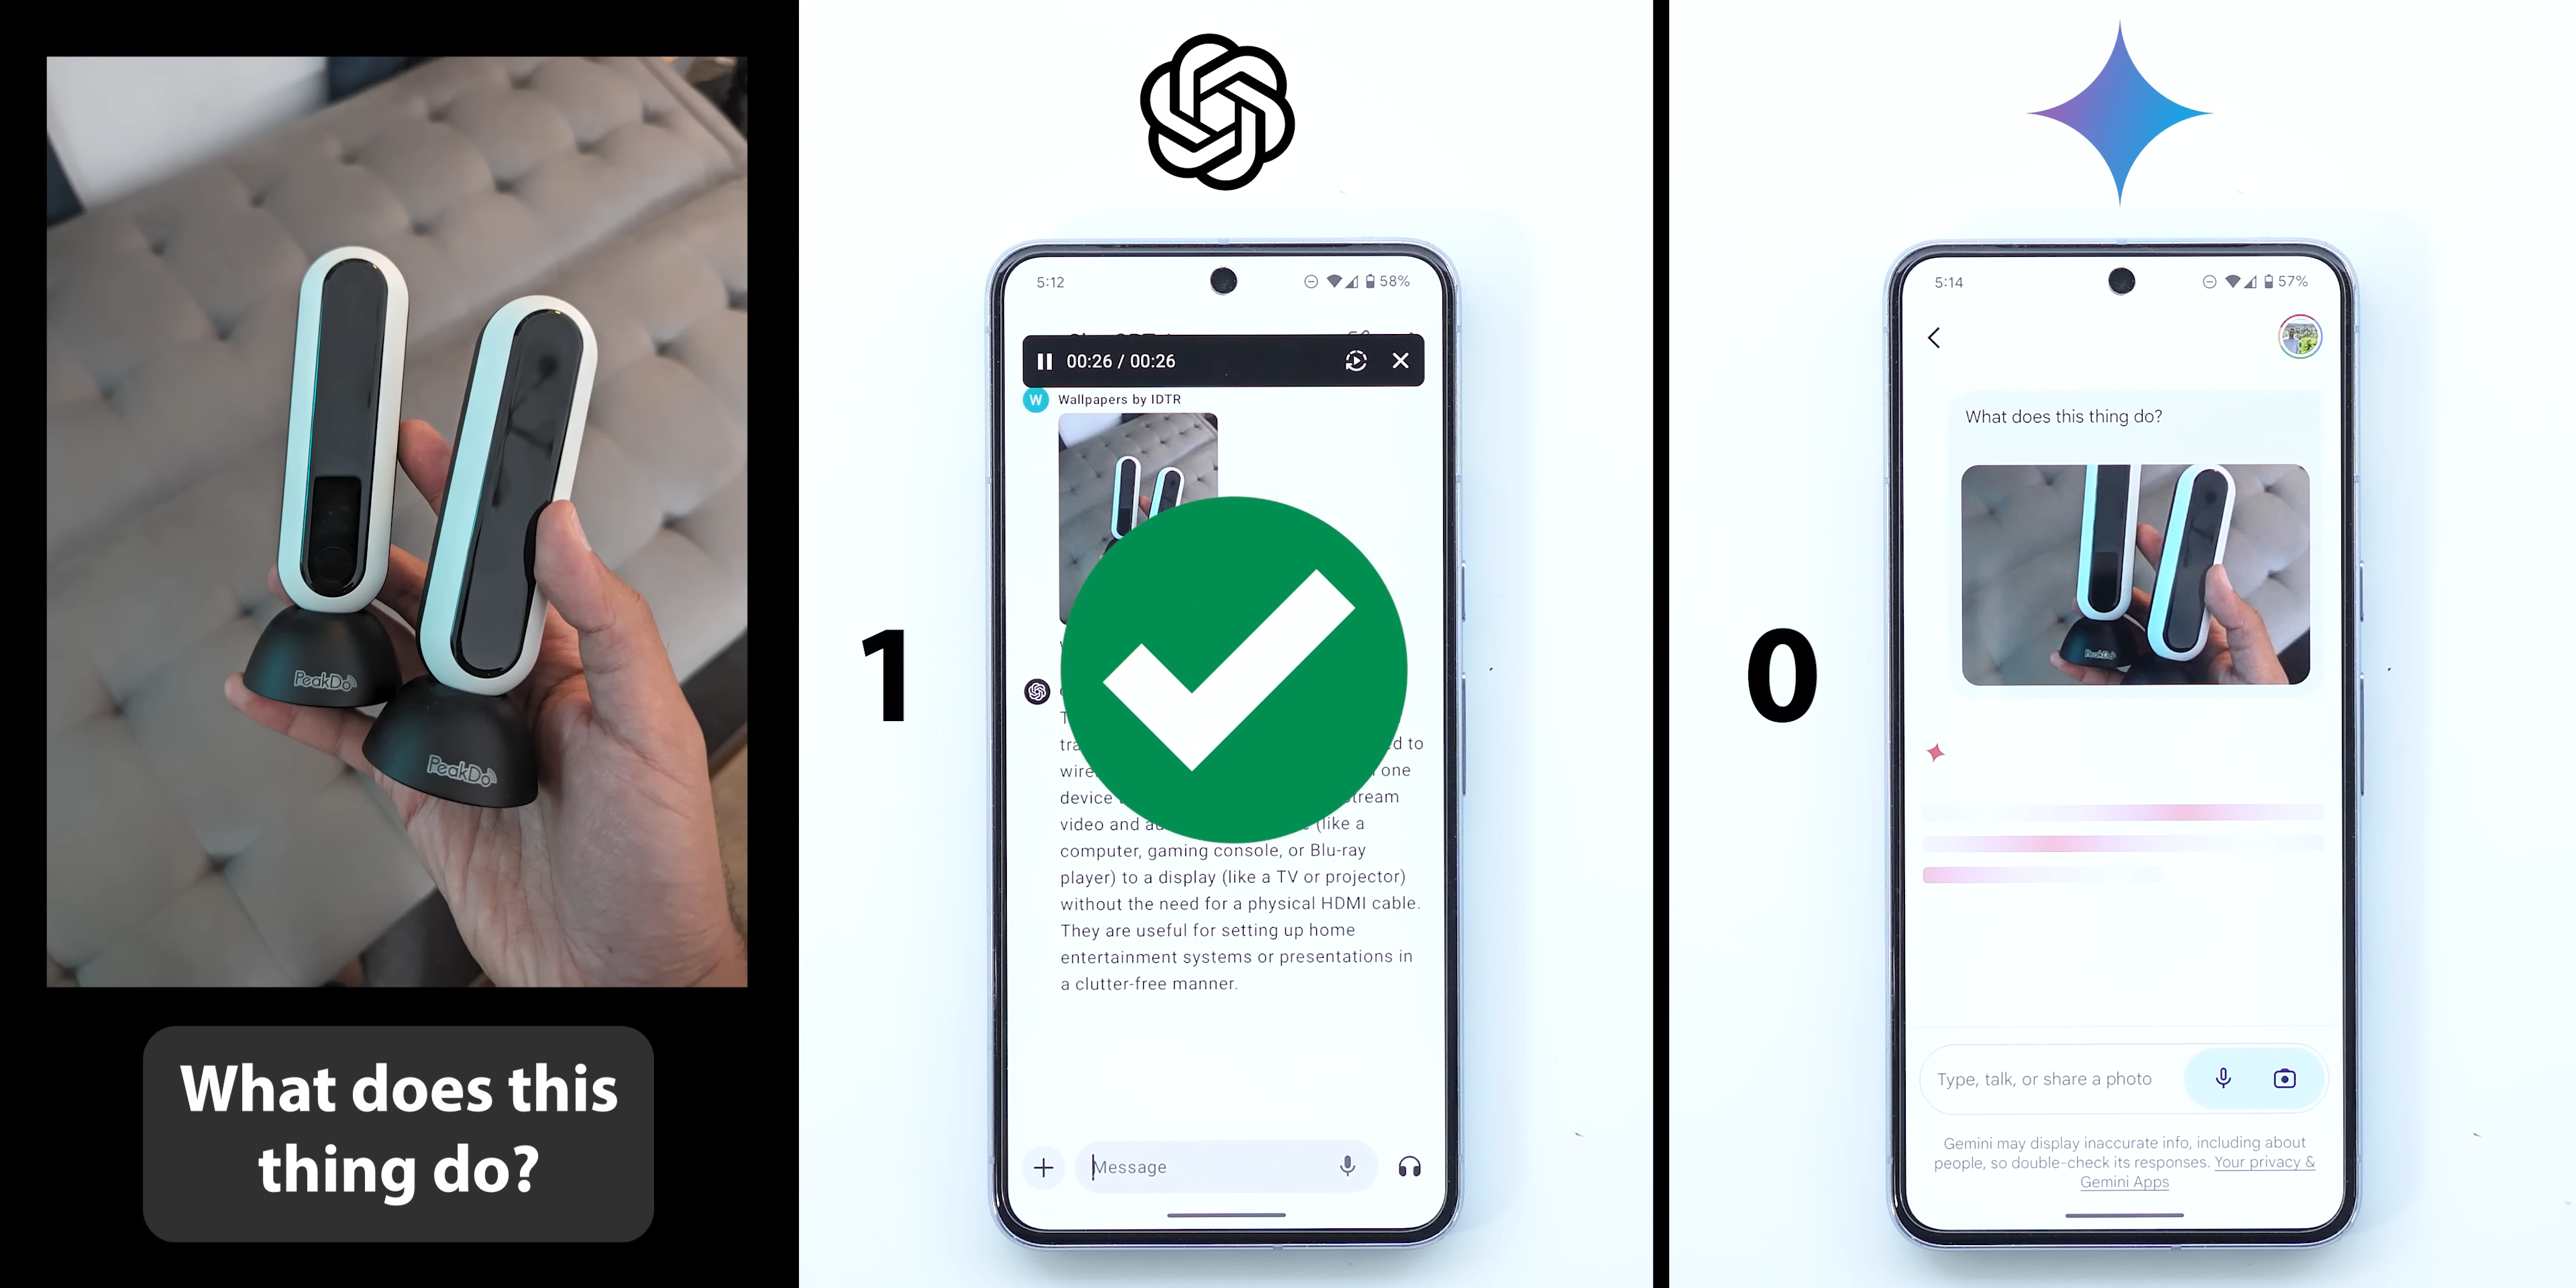 PeakDo
PeakDo
What does this
thing do?
1
5:12
58%
00:26 / 00:26
W
Wallpapers by IDTR
ed to
wire one
device stream
video and (like a
computer, gaming console, or Blu-ray
player) to a display (like a TV or projector)
without the need for a physical HDMI cable.
They are useful for setting up home
entertainment systems or presentations in
a clutter-free manner.
Message
0
5:14
57%
What does this thing do?
PeakDo
Type, talk, or share a photo
Gemini may display inaccurate info, including about
people, so double-check its responses. Your privacy &
Gemini Apps